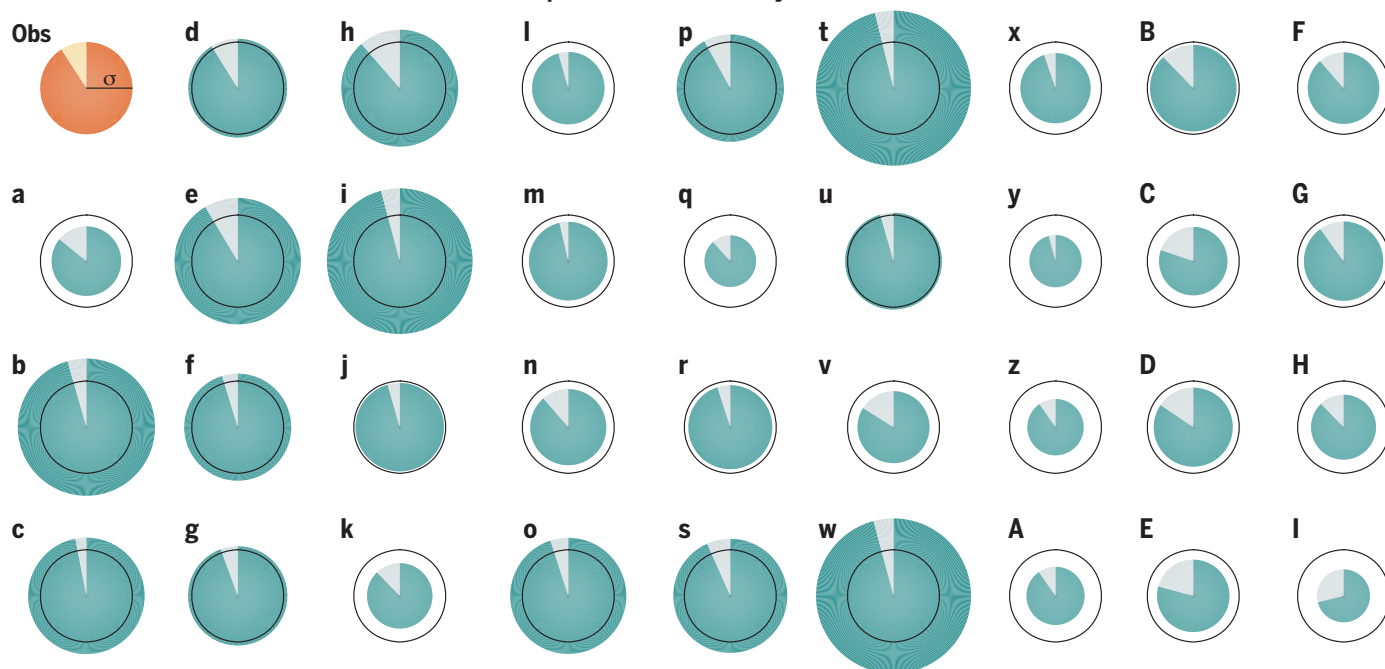 Obs d h l p t x B F
σ
a e i m q u y C G
b f j n r v z D H
c g k o s w A E I